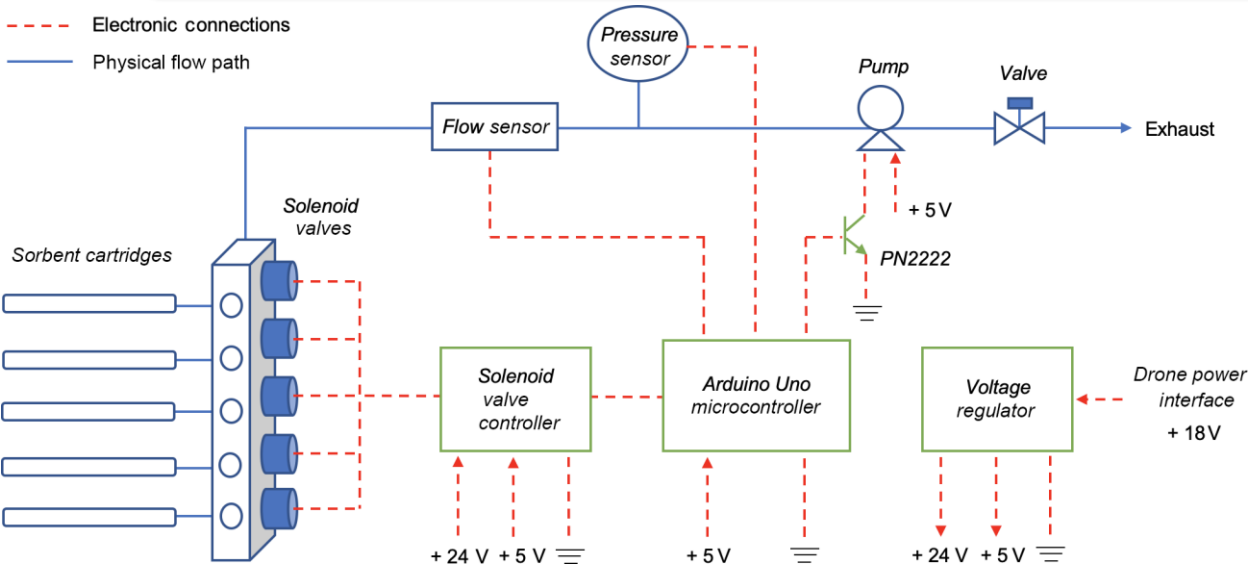 Electronic connections
Physical flow path
Pressure
sensor
Pump
Valve
Flow sensor
Exhaust
+ 5 V
PN2222
Solenoid
valves
Sorbent cartridges
Solenoid
valve
controller
Arduino Uno
microcontroller
Voltage
regulator
Drone power
interface
+ 18 V
+ 24 V
+ 5 V
+ 5 V
+ 24 V
+ 5 V